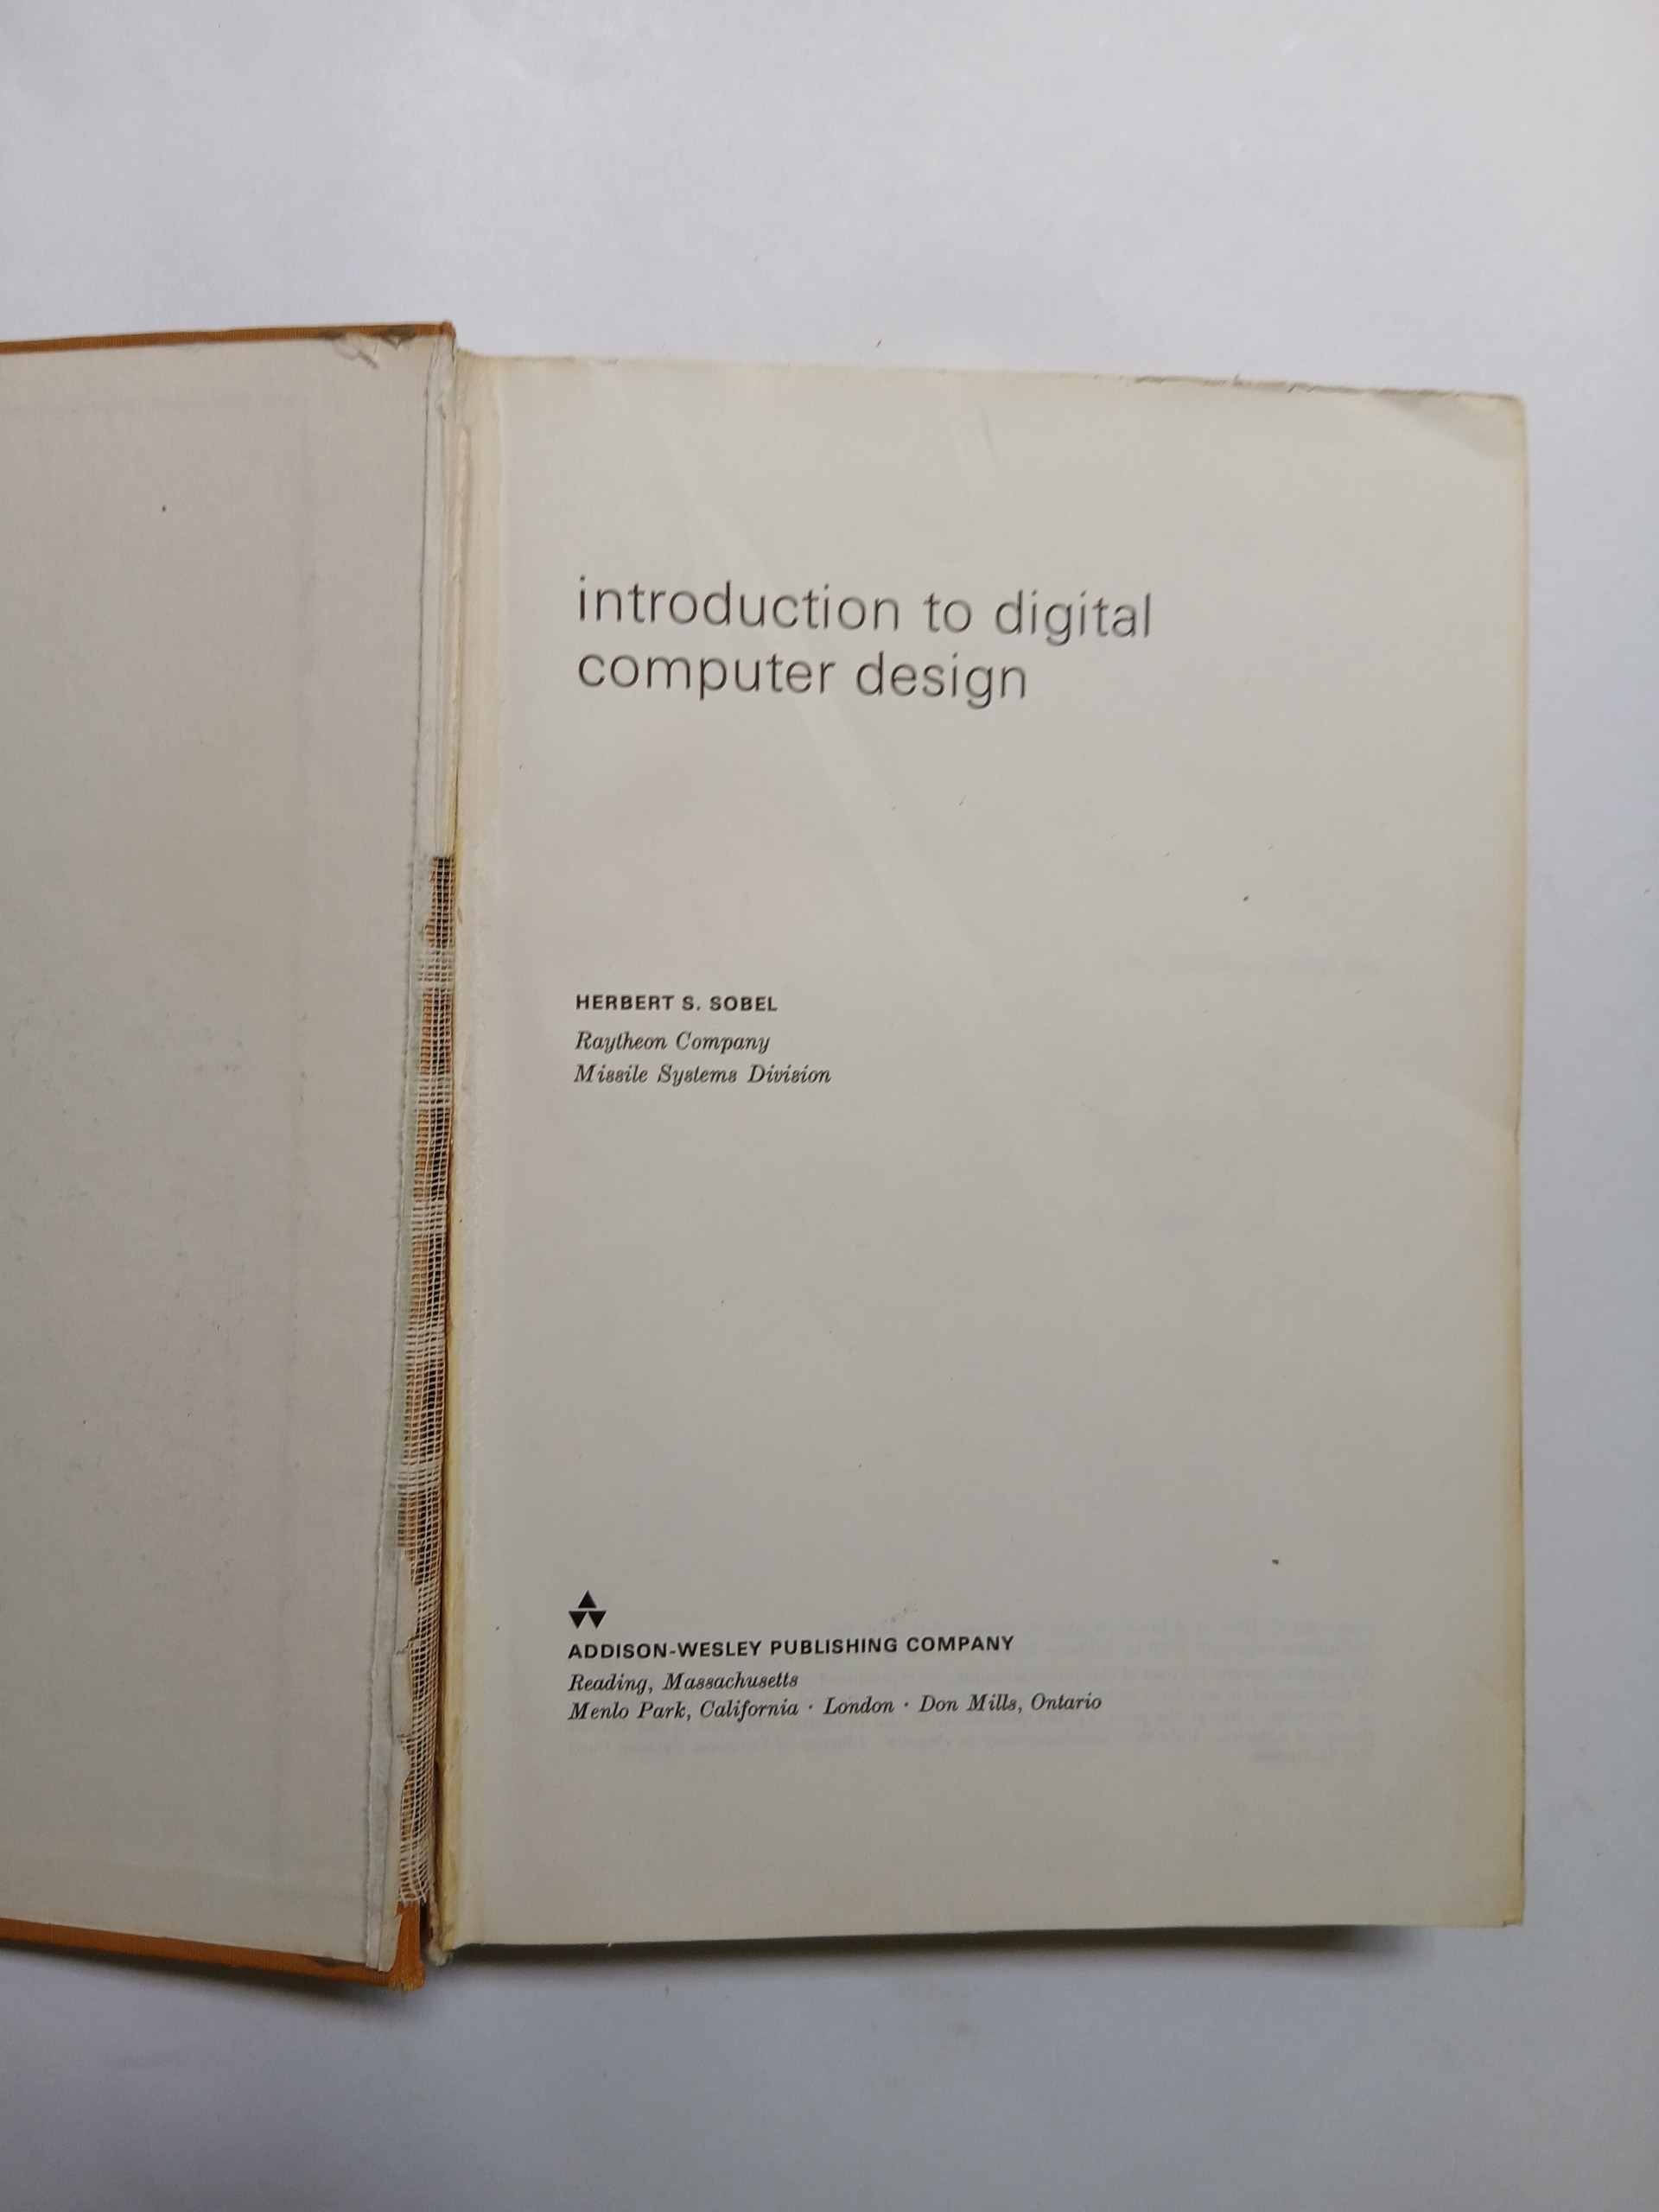 introduction to digital
computer design
HERBERT S. SOBEL
Raytheon Company
Missile Systems Division
ADDISON-WESLEY PUBLISHING COMPANY
Reading, Massachusetts
Menlo Park, California · London · Don Mills, Ontario